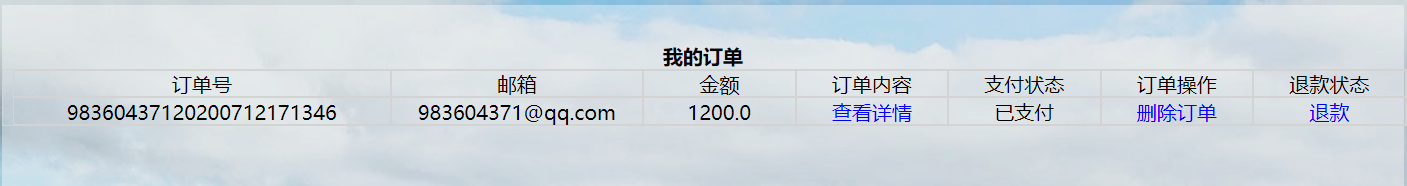 我的订单
订单号 邮箱 金额 订单内容 支付状态 订单操作 退款状态
98360437120200712171346 983604371@qq.com 1200.0 查看详情 已支付 删除订单 退款